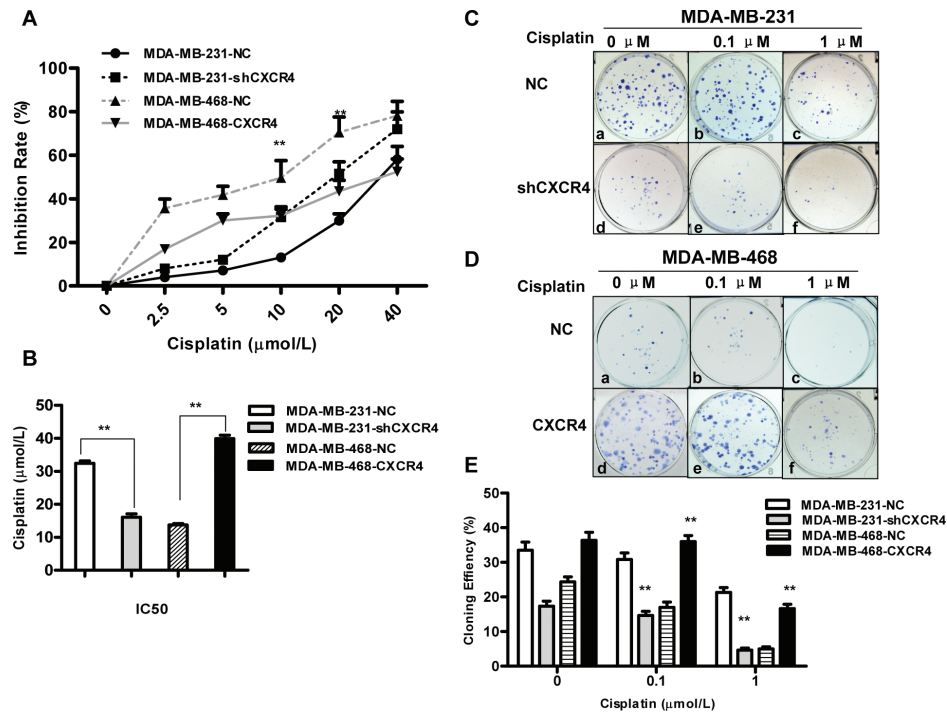 A
MDA-MB-231-NC
MDA-MB-231-shCXCR4
MDA-MB-468-NC
MDA-MB-468-CXCR4
Inhibition Rate (%)
100
80
60
40
20
0
**
**
0
2.5
5
10
20
40
Cisplatin (μmol/L)
B
Cisplatin (μmol/L)
50
40
30
20
10
0
**
**
MDA-MB-231-NC
MDA-MB-231-shCXCR4
MDA-MB-468-NC
MDA-MB-468-CXCR4
IC50
C
MDA-MB-231
Cisplatin
0 μM
0.1 μM
1 μM
NC
a
b
c
shCXCR4
d
e
f
D
MDA-MB-468
Cisplatin
0 μM
0.1 μM
1 μM
NC
a
b
c
CXCR4
d
e
f
E
Cloning Effiency (%)
50
40
30
20
10
0
MDA-MB-231-NC
MDA-MB-231-shCXCR4
MDA-MB-468-NC
MDA-MB-468-CXCR4
**
**
**
**
0
0.1
1
Cisplatin (μmol/L)